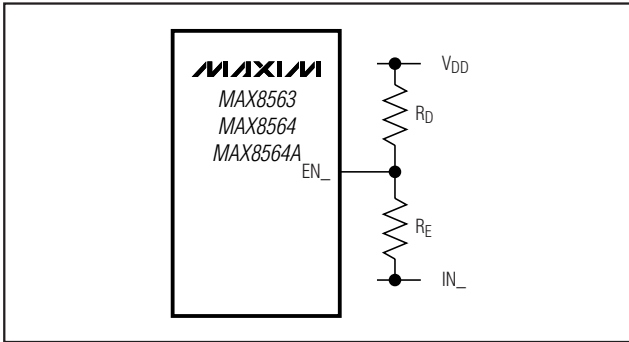 MAXIM
MAX8563
MAX8564
MAX8564A
EN_
VDD
RD
RE
IN_